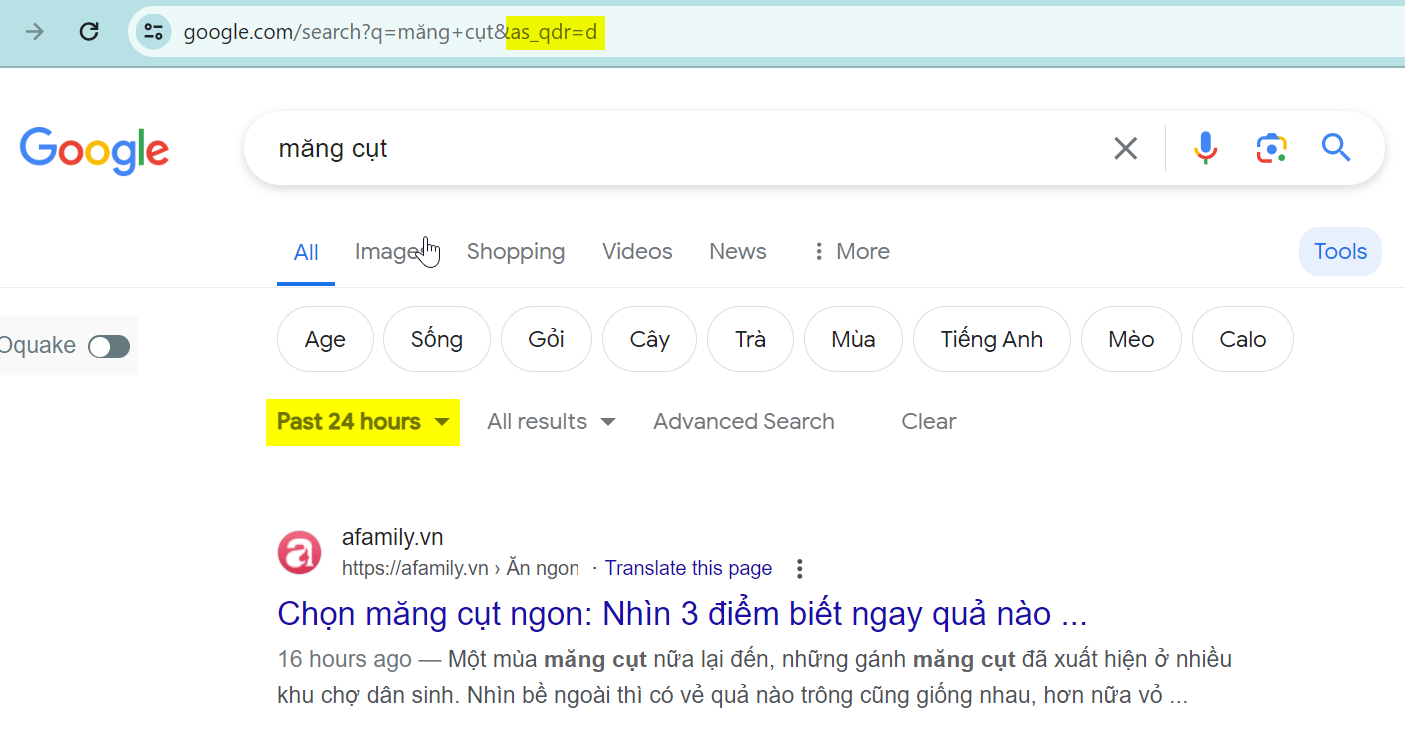 google.com/search?q=măng+cụt&as_qdr=d
Google
măng cụt
All Images Shopping Videos News More Tools
Oquake
Age Sống Gỏi Cây Trà Mùa Tiếng Anh Mèo Calo
Past 24 hours All results Advanced Search Clear
afamily.vn
https://afamily.vn › Ăn ngon · Translate this page
Chọn măng cụt ngon: Nhìn 3 điểm biết ngay quả nào ...
16 hours ago — Một mùa măng cụt nữa lại đến, những gánh măng cụt đã xuất hiện ở nhiều
khu chợ dân sinh. Nhìn bề ngoài thì có vẻ quả nào trông cũng giống nhau, hơn nữa vỏ ...